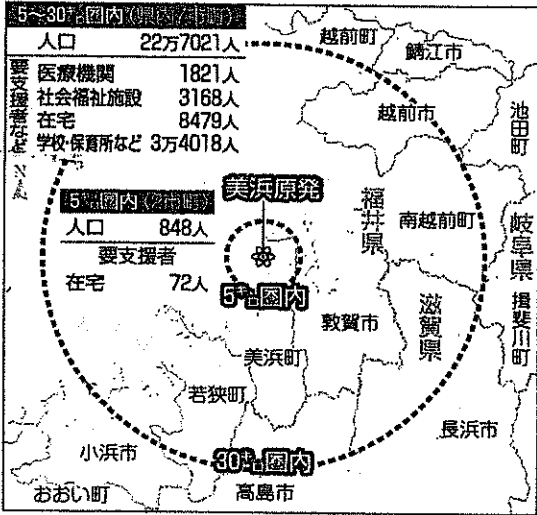 5〜30㌔圏内(県内7市町)
人口 22万7021人
要支援者など
医療機関 1821人
社会福祉施設 3168人
在宅 8479人
学校・保育所など 3万4018人
5㌔圏内(2市町)
人口 848人
要支援者
在宅 72人
美浜原発
5㌔圏内
30㌔圏内
越前町
鯖江市
越前市
池田町
福井県
南越前町
岐阜県
揖斐川町
滋賀県
敦賀市
美浜町
若狭町
長浜市
小浜市
おおい町
高島市